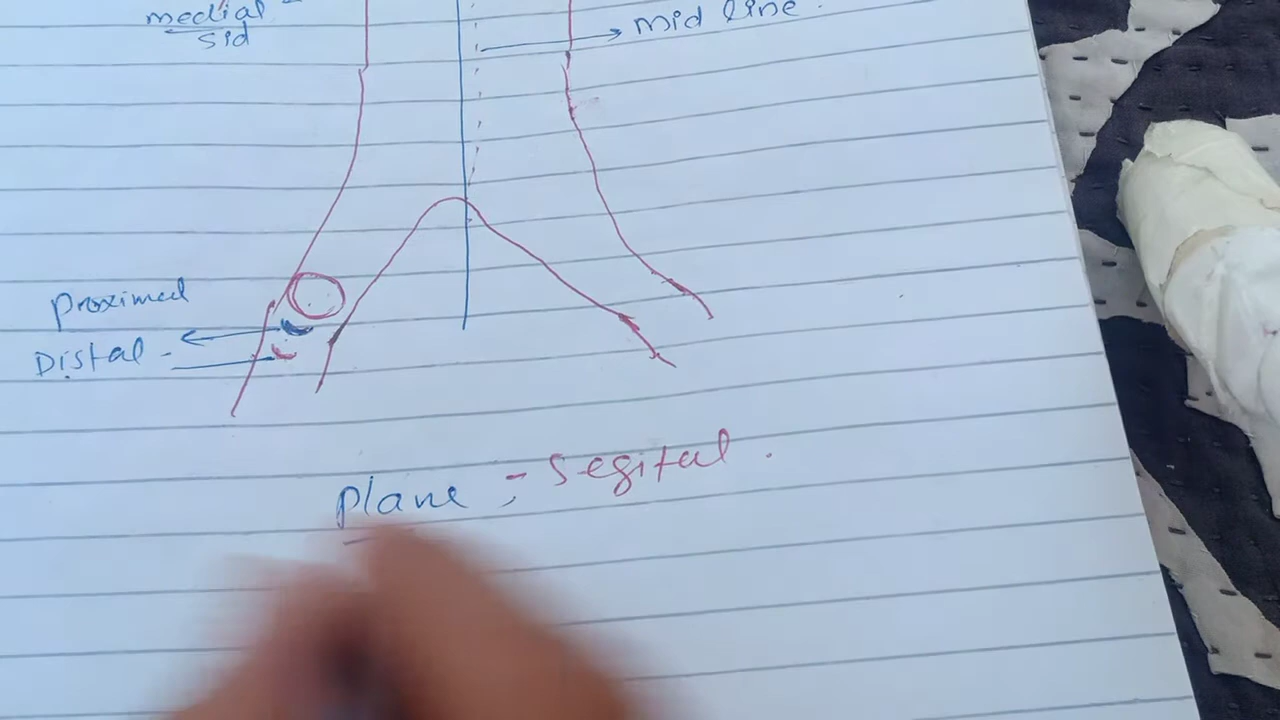 medial
sid
mid line.
proximal
Distal -
plane :- segital.